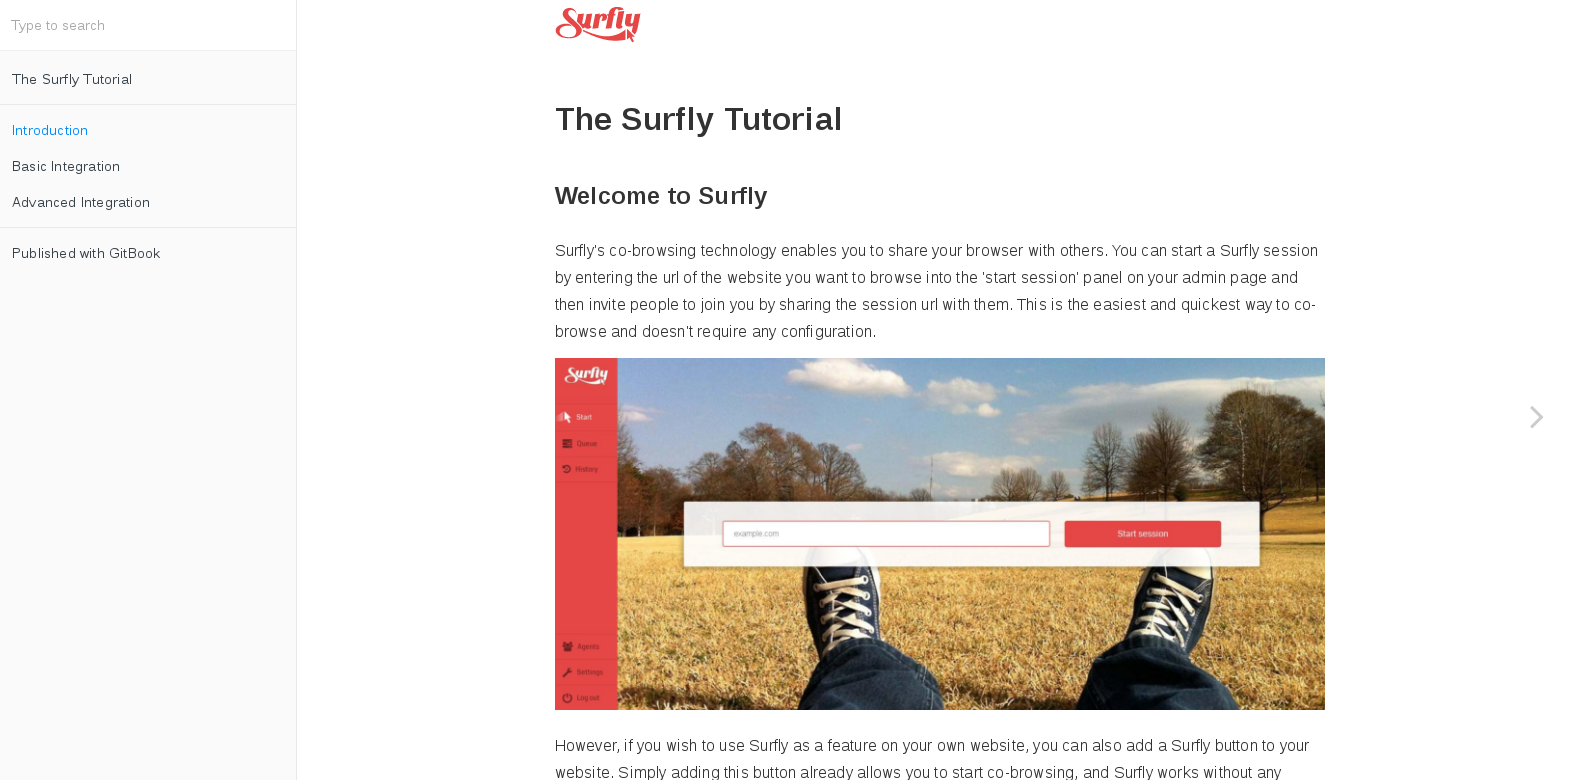 Type to search
The Surfly Tutorial
Introduction
Basic Integration
Advanced Integration
Published with GitBook
Surfly
The Surfly Tutorial
Welcome to Surfly
Surfly's co-browsing technology enables you to share your browser with others. You can start a Surfly session
by entering the url of the website you want to browse into the 'start session' panel on your admin page and
then invite people to join you by sharing the session url with them. This is the easiest and quickest way to co-
browse and doesn't require any configuration.
Surfly
Start
Queue
History
example.com
Start session
Agents
Settings
Log out
However, if you wish to use Surfly as a feature on your own website, you can also add a Surfly button to your
website. Simply adding this button already allows you to start co-browsing, and Surfly works without any